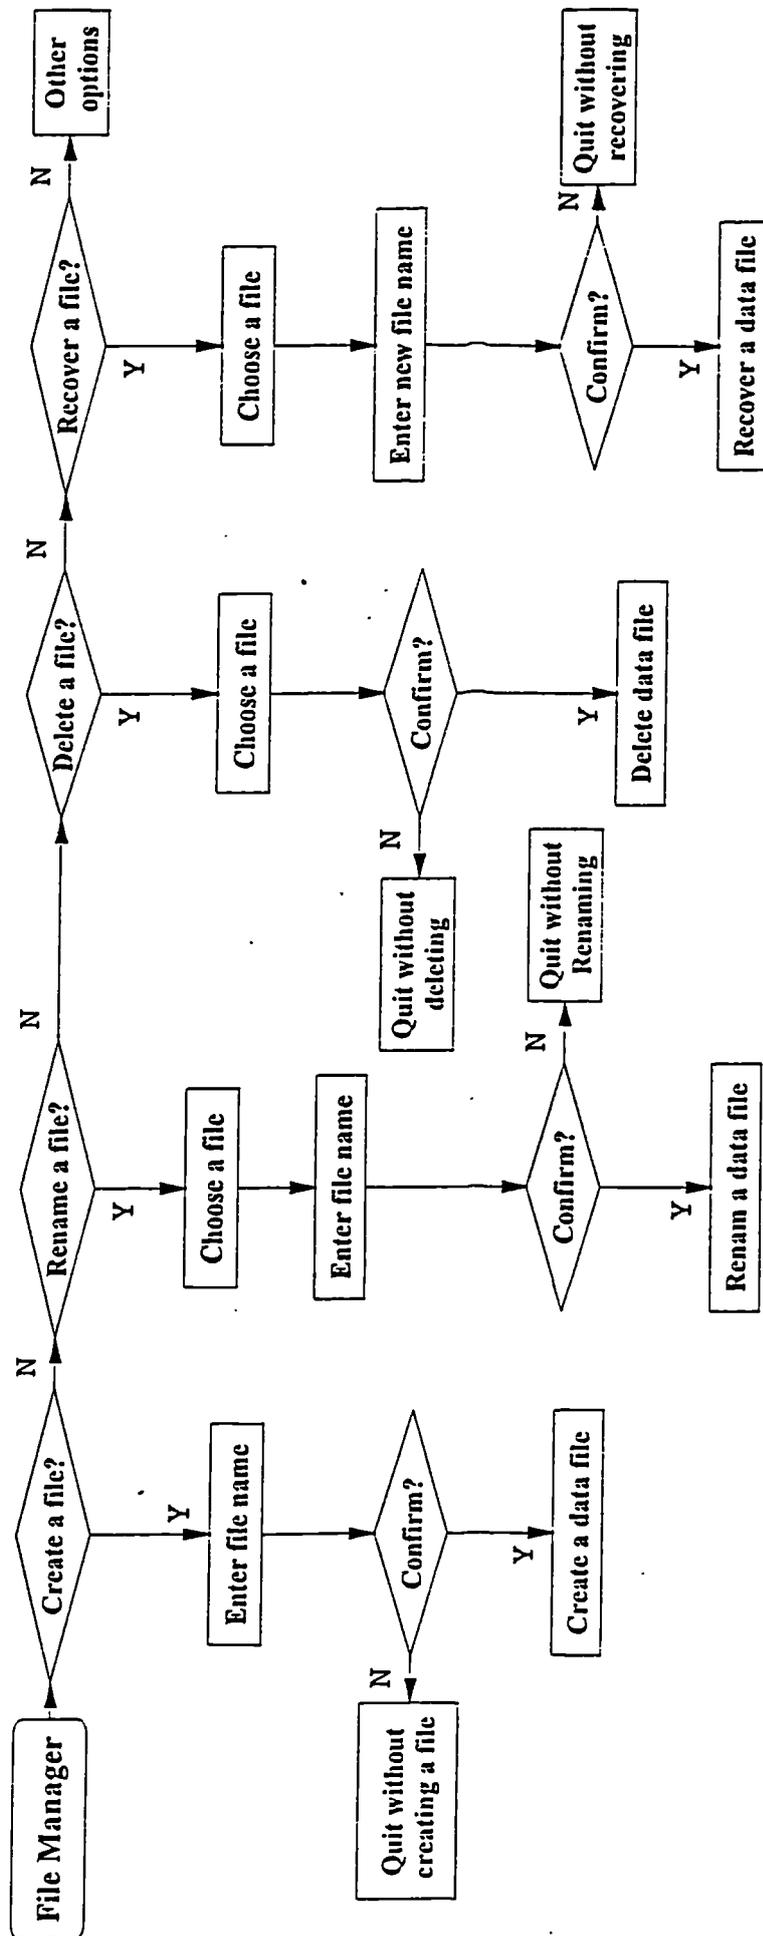 File Manager
Create a file?
N
Rename a file?
N
Delete a file?
N
Recover a file?
N
Other
options
Y
Enter file name
Confirm?
N
Quit without
creating a file
Y
Create a data file
Y
Choose a file
Enter file name
Confirm?
N
Quit without
Renaming
Y
Renam a data file
Y
Choose a file
Confirm?
N
Quit without
deleting
Y
Delete data file
Y
Choose a file
Enter new file name
Confirm?
N
Quit without
recovering
Y
Recover a data file